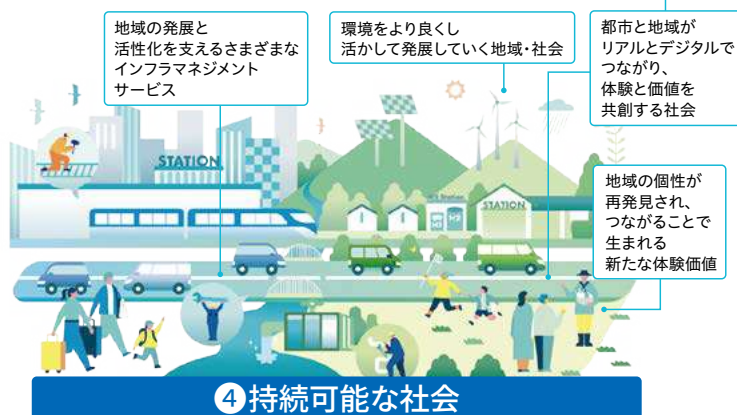 地域の発展と
活性化を支えるさまざまな
インフラマネジメント
サービス
環境をより良くし
活かして発展していく地域・社会
都市と地域が
リアルとデジタルで
つながり、
体験と価値を
共創する社会
STATION
STATION
H2
地域の個性が
再発見され、
つながることで
生まれる
新たな体験価値
❹持続可能な社会